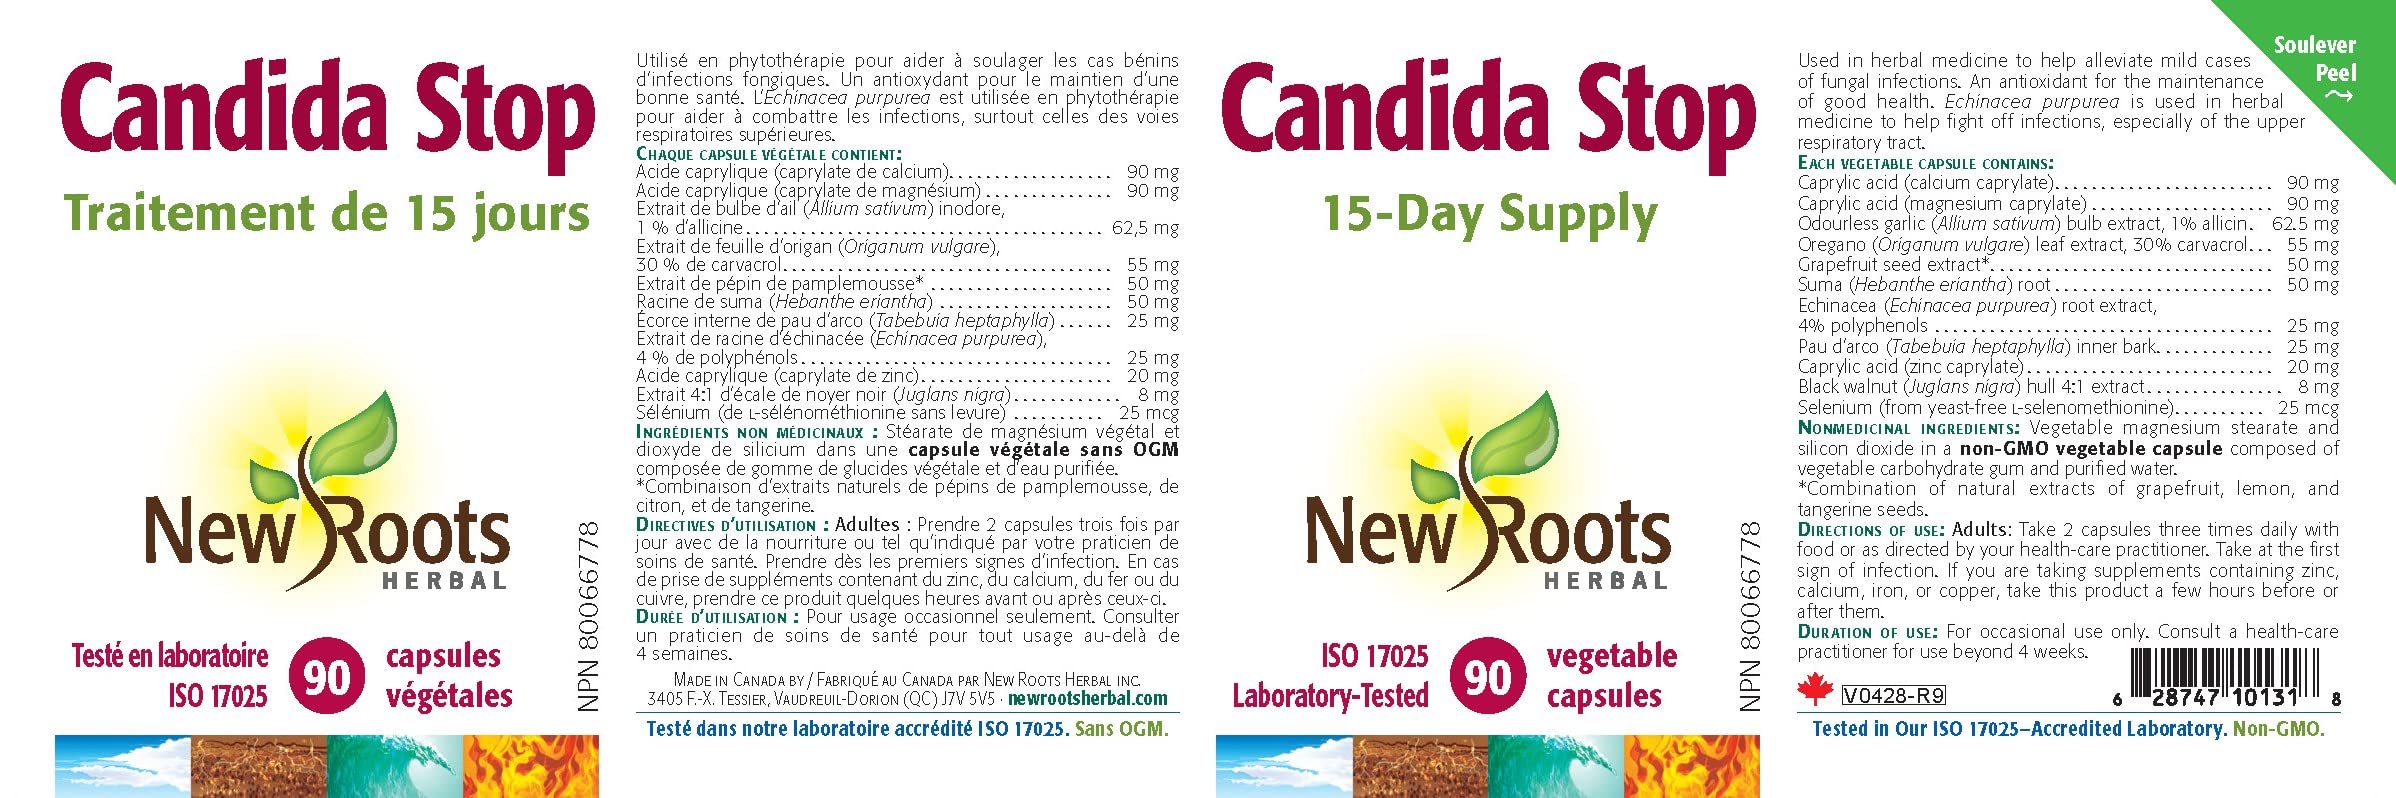 Candida Stop
Traitement de 15 jours
New Roots
HERBAL
Testé en laboratoire
ISO 17025
90
capsules
végétales
NPN 80066778
Utilisé en phytothérapie pour aider à soulager les cas bénins
d'infections fongiques. Un antioxydant pour le maintien d'une
bonne santé. L'Echinacea purpurea est utilisée en phytothérapie
pour aider à combattre les infections, surtout celles des voies
respiratoires supérieures.
CHAQUE CAPSULE VÉGÉTALE CONTIENT:
Acide caprylique (caprylate de calcium).................. 90 mg
Acide caprylique (caprylate de magnésium).............. 90 mg
Extrait de bulbe d'ail (Allium sativum) inodore,
1 % d'allicine....................................... 62,5 mg
Extrait de feuille d'origan (Origanum vulgare),
30 % de carvacrol.................................... 55 mg
Extrait de pépin de pamplemousse* .................... 50 mg
Racine de suma (Hebanthe eriantha) ................... 50 mg
Écorce interne de pau d'arco (Tabebuia heptaphylla) ...... 25 mg
Extrait de racine d'échinacée (Echinacea purpurea),
4 % de polyphénols.................................. 25 mg
Acide caprylique (caprylate de zinc)..................... 20 mg
Extrait 4:1 d'écale de noyer noir (Juglans nigra)............ 8 mg
Sélénium (de L-sélénométhionine sans levure) .......... 25 mcg
INGRÉDIENTS NON MÉDICINAUX : Stéarate de magnésium végétal et
dioxyde de silicium dans une capsule végétale sans OGM
composée de gomme de glucides végétale et d'eau purifiée.
*Combinaison d'extraits naturels de pépins de pamplemousse, de
citron, et de tangerine.
DIRECTIVES D'UTILISATION : Adultes : Prendre 2 capsules trois fois par
jour avec de la nourriture ou tel qu'indiqué par votre praticien de
soins de santé. Prendre dès les premiers signes d'infection. En cas
de prise de suppléments contenant du zinc, du calcium, du fer ou du
cuivre, prendre ce produit quelques heures avant ou après ceux-ci.
DURÉE D'UTILISATION : Pour usage occasionnel seulement. Consulter
un praticien de soins de santé pour tout usage au-delà de
4 semaines.
MADE IN CANADA BY / FABRIQUÉ AU CANADA PAR NEW ROOTS HERBAL INC.
3405 F.-X. TESSIER, VAUDREUIL-DORION (QC) J7V 5V5 · newrootsherbal.com
Testé dans notre laboratoire accrédité ISO 17025. Sans OGM.
Candida Stop
15-Day Supply
New Roots
HERBAL
ISO 17025
Laboratory-Tested
90
vegetable
capsules
NPN 80066778
Soulever
Peel
Used in herbal medicine to help alleviate mild cases
of fungal infections. An antioxidant for the maintenance
of good health. Echinacea purpurea is used in herbal
medicine to help fight off infections, especially of the upper
respiratory tract.
EACH VEGETABLE CAPSULE CONTAINS:
Caprylic acid (calcium caprylate)........................ 90 mg
Caprylic acid (magnesium caprylate).................... 90 mg
Odourless garlic (Allium sativum) bulb extract, 1% allicin. 62.5 mg
Oregano (Origanum vulgare) leaf extract, 30% carvacrol... 55 mg
Grapefruit seed extract*............................... 50 mg
Suma (Hebanthe eriantha) root......................... 50 mg
Echinacea (Echinacea purpurea) root extract,
4% polyphenols ..................................... 25 mg
Pau d'arco (Tabebuia heptaphylla) inner bark............. 25 mg
Caprylic acid (zinc caprylate)........................... 20 mg
Black walnut (Juglans nigra) hull 4:1 extract............... 8 mg
Selenium (from yeast-free L-selenomethionine).......... 25 mcg
NONMEDICINAL INGREDIENTS: Vegetable magnesium stearate and
silicon dioxide in a non-GMO vegetable capsule composed of
vegetable carbohydrate gum and purified water.
*Combination of natural extracts of grapefruit, lemon, and
tangerine seeds.
DIRECTIONS OF USE: Adults: Take 2 capsules three times daily with
food or as directed by your health-care practitioner. Take at the first
sign of infection. If you are taking supplements containing zinc,
calcium, iron, or copper, take this product a few hours before or
after them.
DURATION OF USE: For occasional use only. Consult a health-care
practitioner for use beyond 4 weeks.
V0428-R9
6 28747 10131 8
Tested in Our ISO 17025–Accredited Laboratory. Non-GMO.